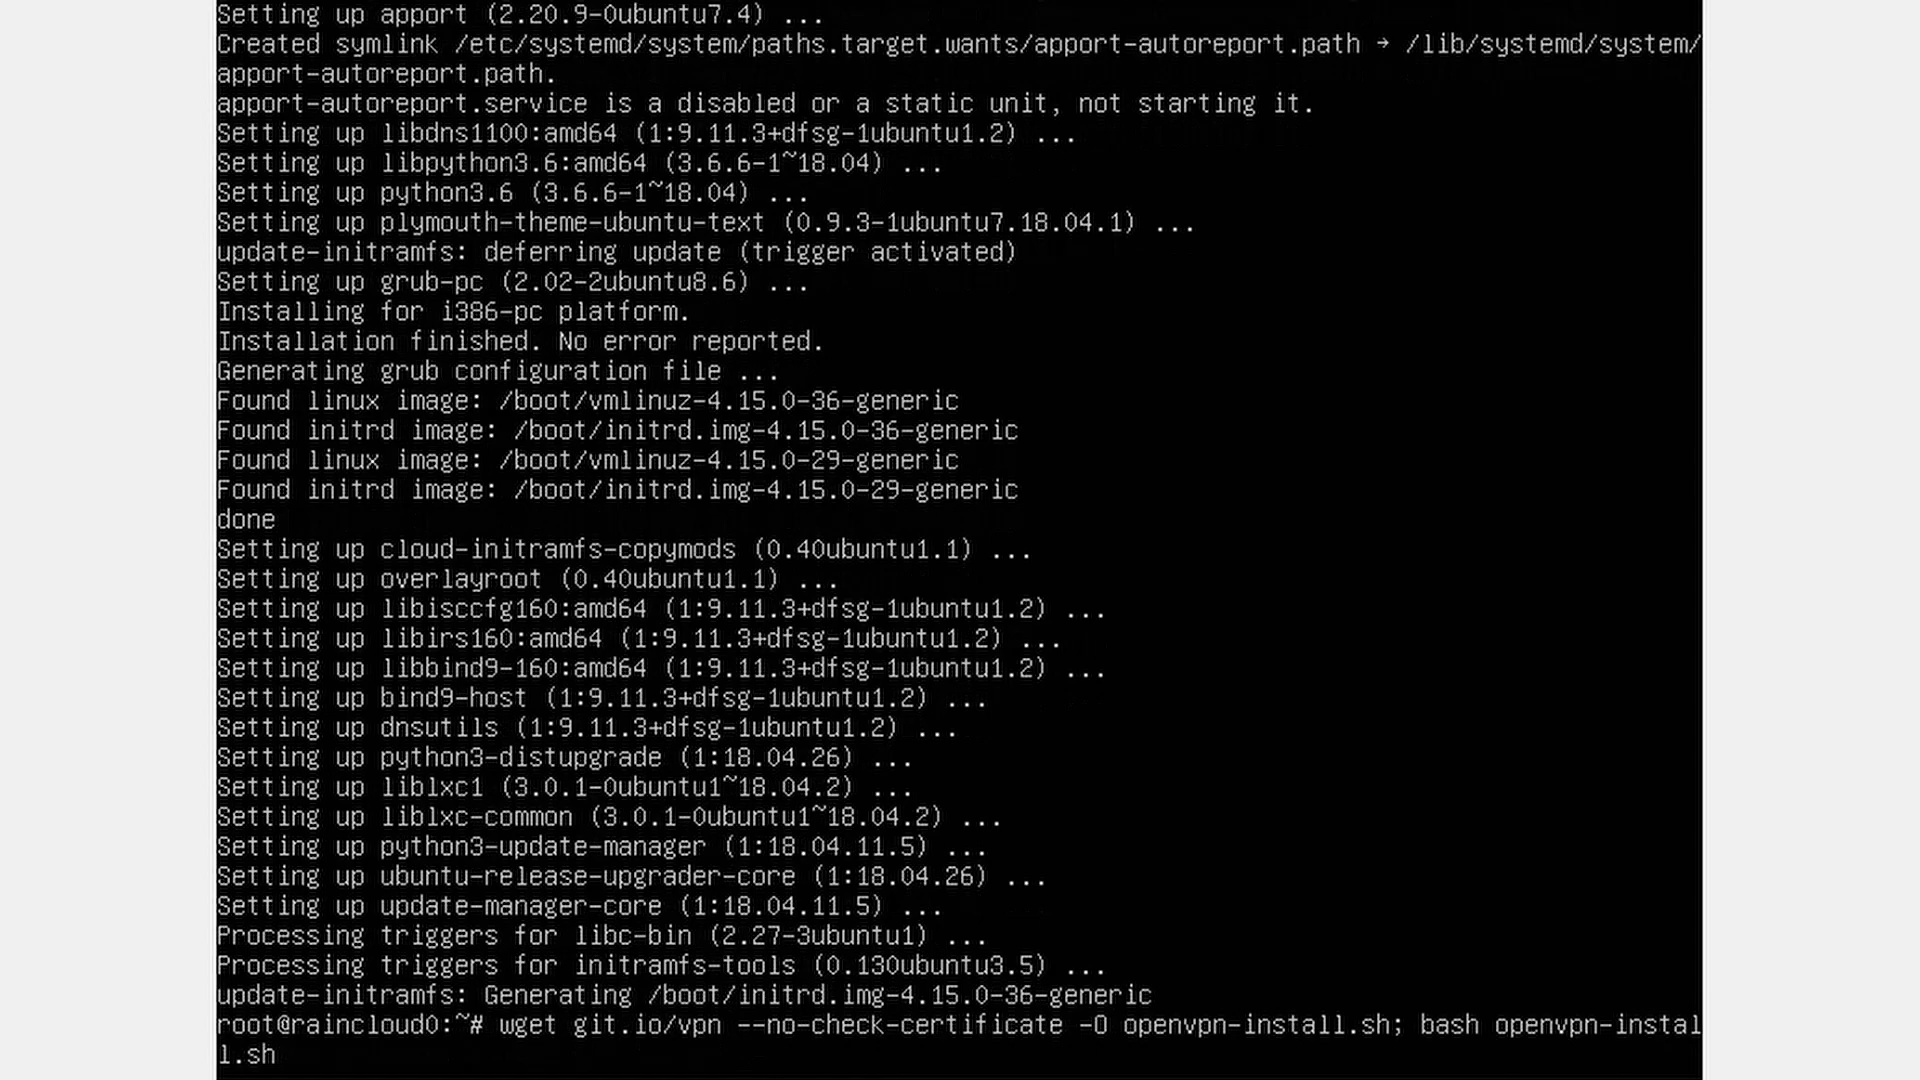 Setting up apport (2.20.9-0ubuntu7.4) ...
Created symlink /etc/systemd/system/paths.target.wants/apport-autoreport.path → /lib/systemd/system/
apport-autoreport.path.
apport-autoreport.service is a disabled or a static unit, not starting it.
Setting up libdns1100:amd64 (1:9.11.3+dfsg-1ubuntu1.2) ...
Setting up libpython3.6:amd64 (3.6.6-1~18.04) ...
Setting up python3.6 (3.6.6-1~18.04) ...
Setting up plymouth-theme-ubuntu-text (0.9.3-1ubuntu7.18.04.1) ...
update-initramfs: deferring update (trigger activated)
Setting up grub-pc (2.02-2ubuntu8.6) ...
Installing for i386-pc platform.
Installation finished. No error reported.
Generating grub configuration file ...
Found linux image: /boot/vmlinuz-4.15.0-36-generic
Found initrd image: /boot/initrd.img-4.15.0-36-generic
Found linux image: /boot/vmlinuz-4.15.0-29-generic
Found initrd image: /boot/initrd.img-4.15.0-29-generic
done
Setting up cloud-initramfs-copymods (0.40ubuntu1.1) ...
Setting up overlayroot (0.40ubuntu1.1) ...
Setting up libisccfg160:amd64 (1:9.11.3+dfsg-1ubuntu1.2) ...
Setting up libirs160:amd64 (1:9.11.3+dfsg-1ubuntu1.2) ...
Setting up libbind9-160:amd64 (1:9.11.3+dfsg-1ubuntu1.2) ...
Setting up bind9-host (1:9.11.3+dfsg-1ubuntu1.2) ...
Setting up dnsutils (1:9.11.3+dfsg-1ubuntu1.2) ...
Setting up python3-distupgrade (1:18.04.26) ...
Setting up liblxc1 (3.0.1-0ubuntu1~18.04.2) ...
Setting up liblxc-common (3.0.1-0ubuntu1~18.04.2) ...
Setting up python3-update-manager (1:18.04.11.5) ...
Setting up ubuntu-release-upgrader-core (1:18.04.26) ...
Setting up update-manager-core (1:18.04.11.5) ...
Processing triggers for libc-bin (2.27-3ubuntu1) ...
Processing triggers for initramfs-tools (0.130ubuntu3.5) ...
update-initramfs: Generating /boot/initrd.img-4.15.0-36-generic
root@raincloud0:~# wget git.io/vpn --no-check-certificate -O openvpn-install.sh; bash openvpn-instal
l.sh